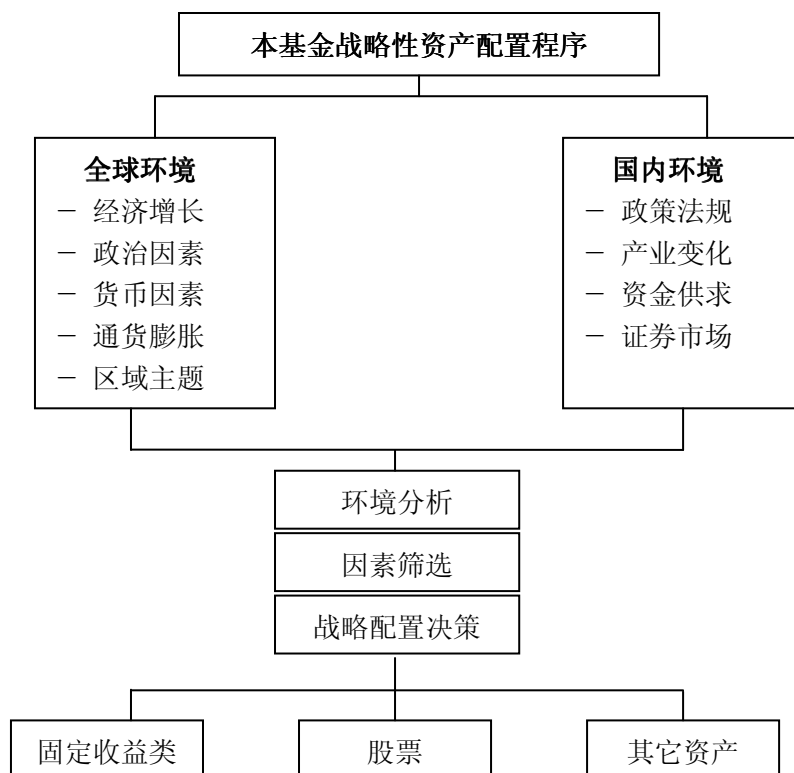 本基金战略性资产配置程序
全球环境
— 经济增长
— 政治因素
— 货币因素
— 通货膨胀
— 区域主题
国内环境
— 政策法规
— 产业变化
— 资金供求
— 证券市场
环境分析
因素筛选
战略配置决策
固定收益类
股票
其它资产